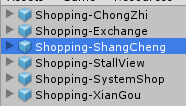 Shopping-ChongZhi
Shopping-Exchange
Shopping-ShangCheng
Shopping-StallView
Shopping-SystemShop
Shopping-XianGou